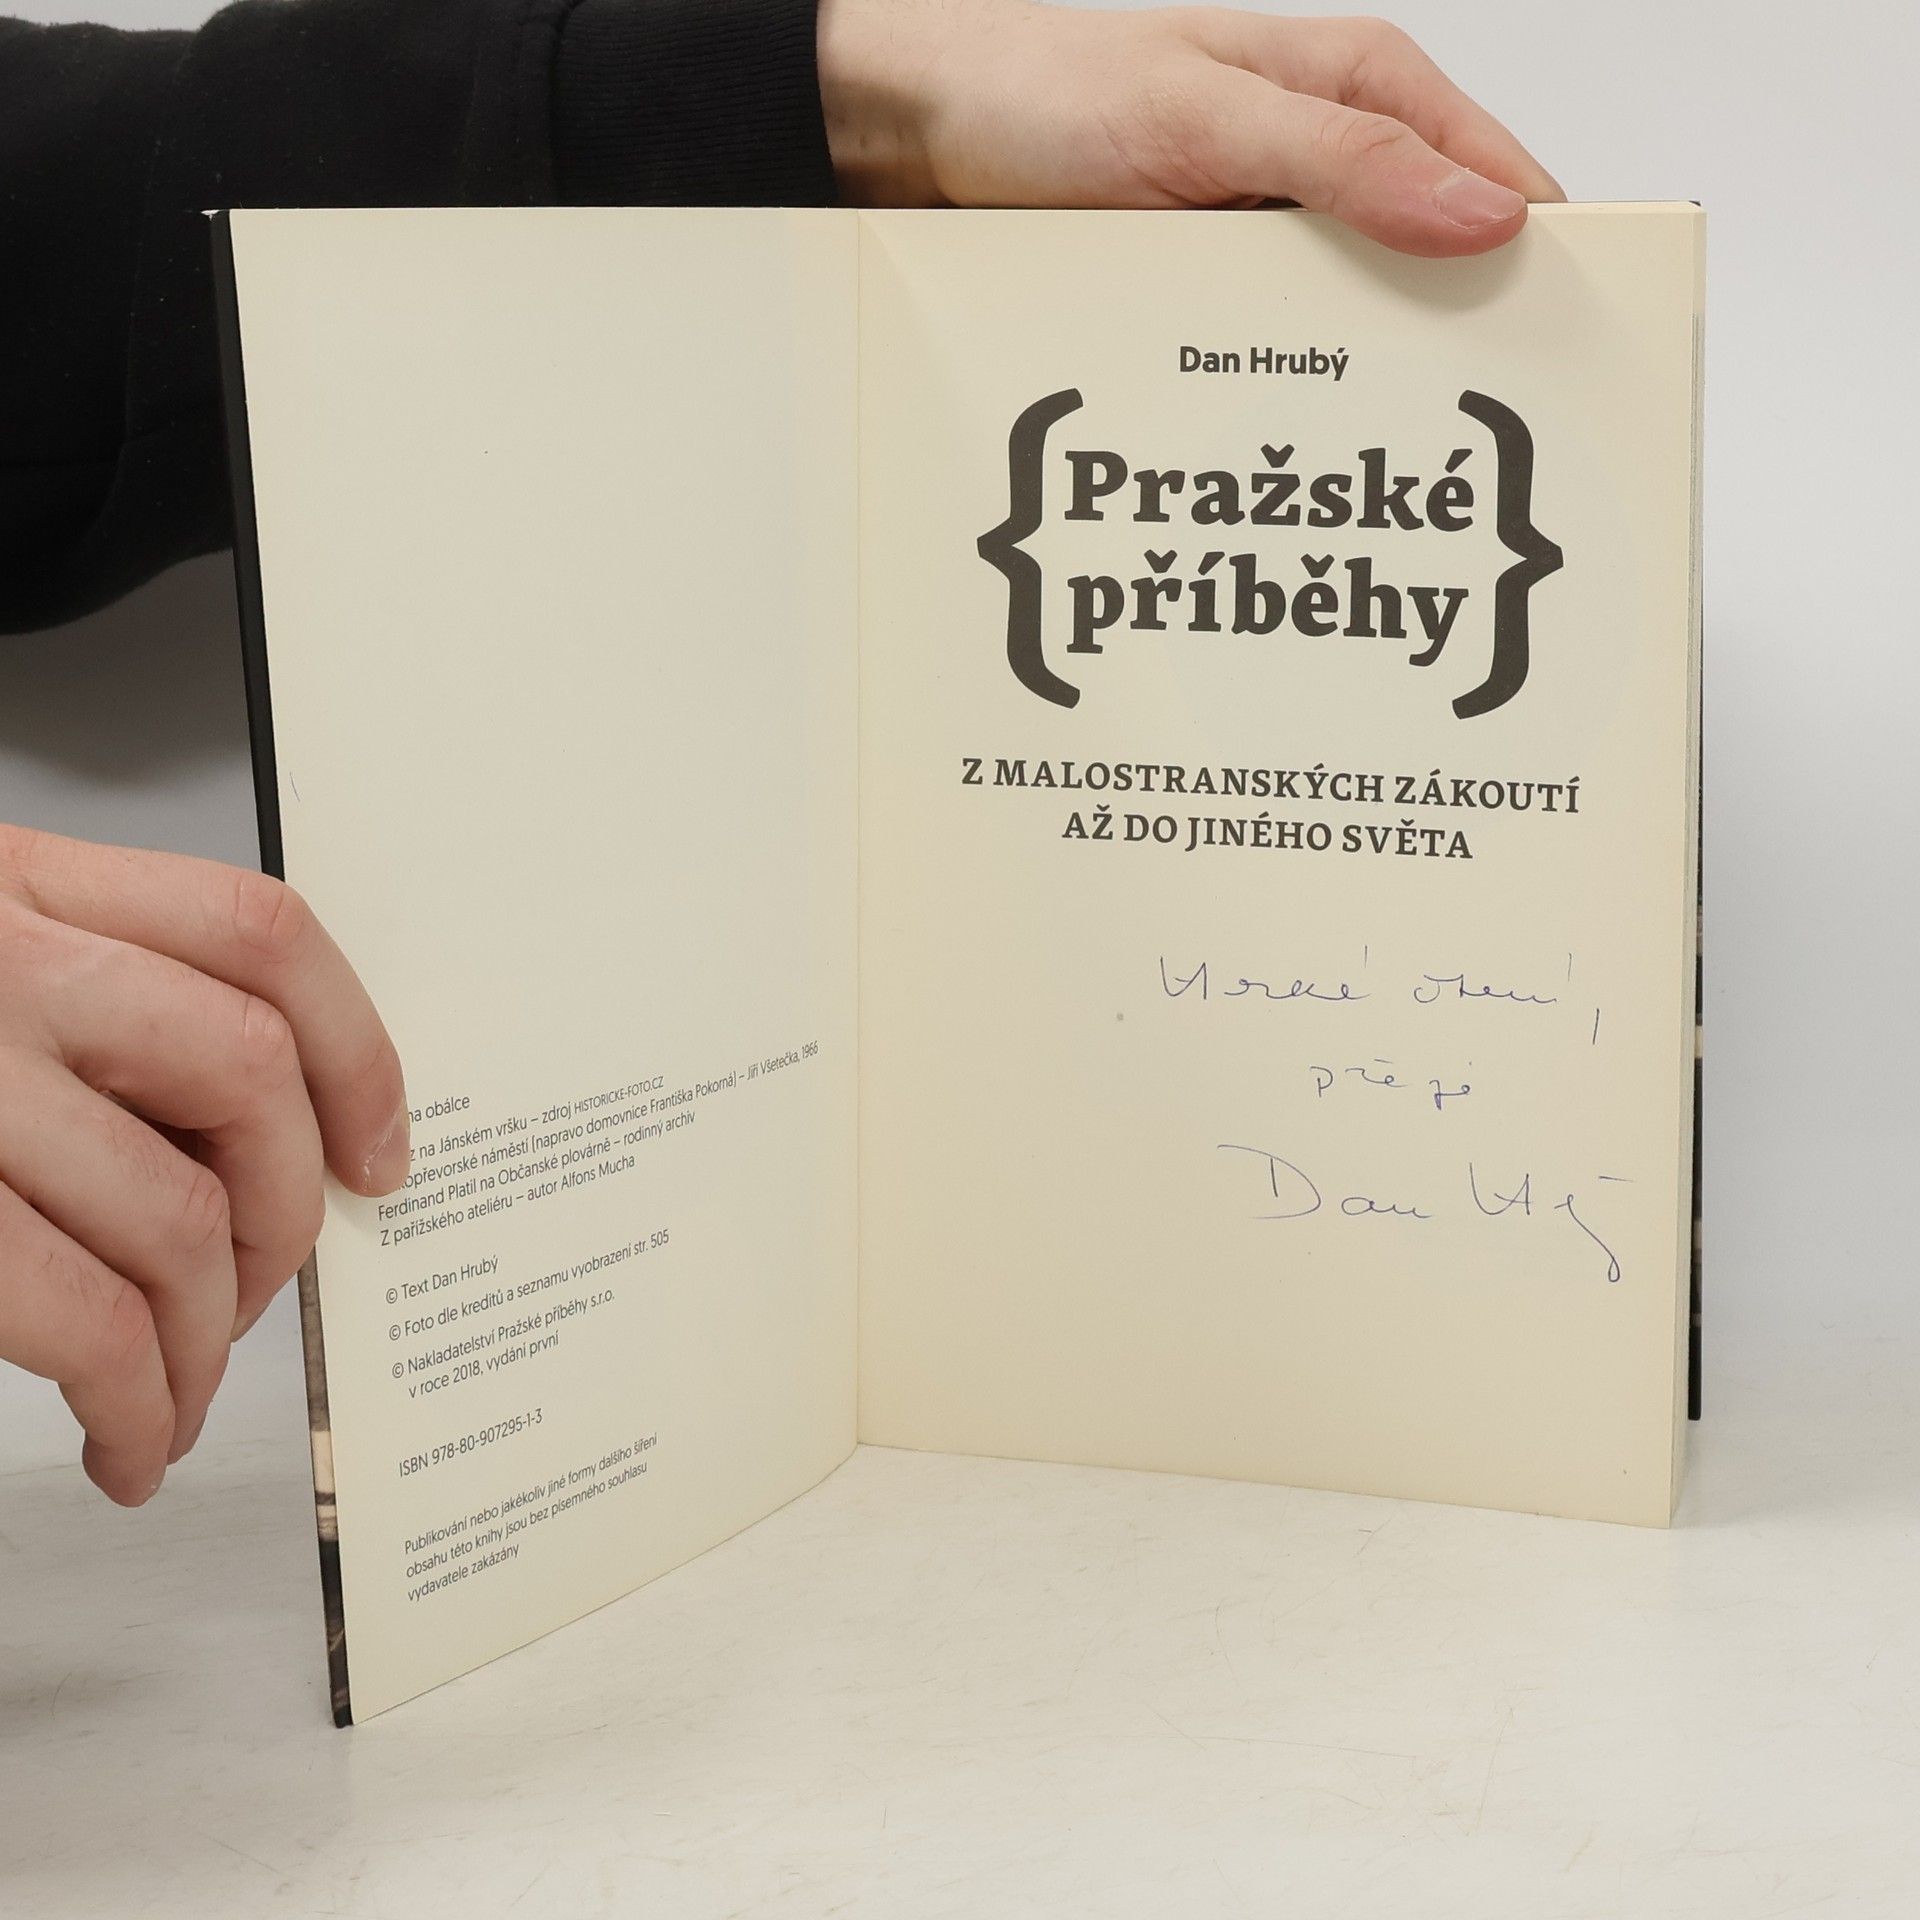 na obálce
z na Jánském vršku – zdroj HISTORICKE-FOTO.CZ
opřevorské náměstí (napravo domovnice Františka Pokorná) – Jiří Všetečka, 1966
Ferdinand Platil na Občanské plovárně – rodinný archiv
Z pařížského ateliéru – autor Alfons Mucha
© Text Dan Hrubý
© Foto dle kreditů a seznamu vyobrazení str. 505
© Nakladatelství Pražské příběhy s.r.o.
v roce 2018, vydání první
ISBN 978-80-907295-1-3
Publikování nebo jakékoliv jiné formy dalšího šíření
obsahu této knihy jsou bez písemného souhlasu
vydavatele zakázány
Dan Hrubý
{Pražské
příběhy}
Z MALOSTRANSKÝCH ZÁKOUTÍ
AŽ DO JINÉHO SVĚTA
Hezké čtení,
přeje
Dan